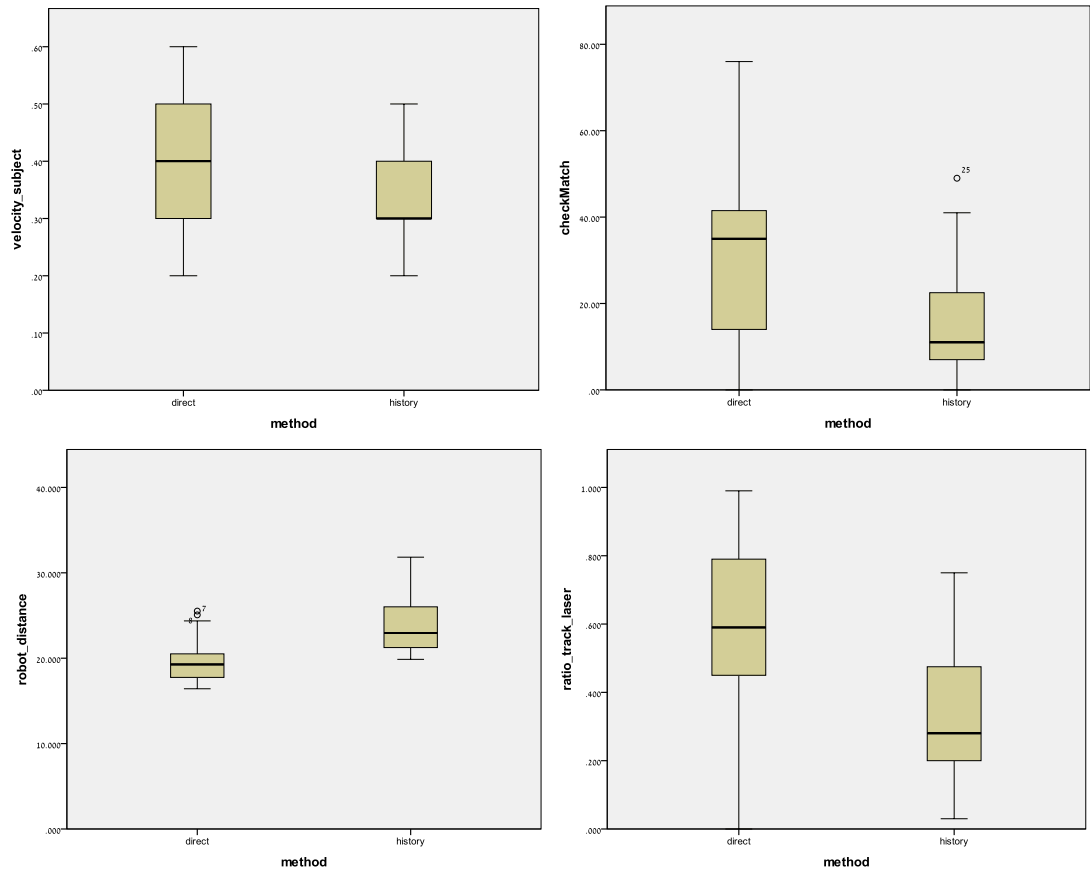 velocity_subject
.60
.50
.40
.30
.20
.10
.00
direct
history
method
checkMatch
80.00
60.00
40.00
20.00
.00
25
direct
history
method
robot_distance
40.000
30.000
20.000
10.000
.000
7
8
direct
history
method
ratio_track_laser
1.000
.800
.600
.400
.200
.000
direct
history
method